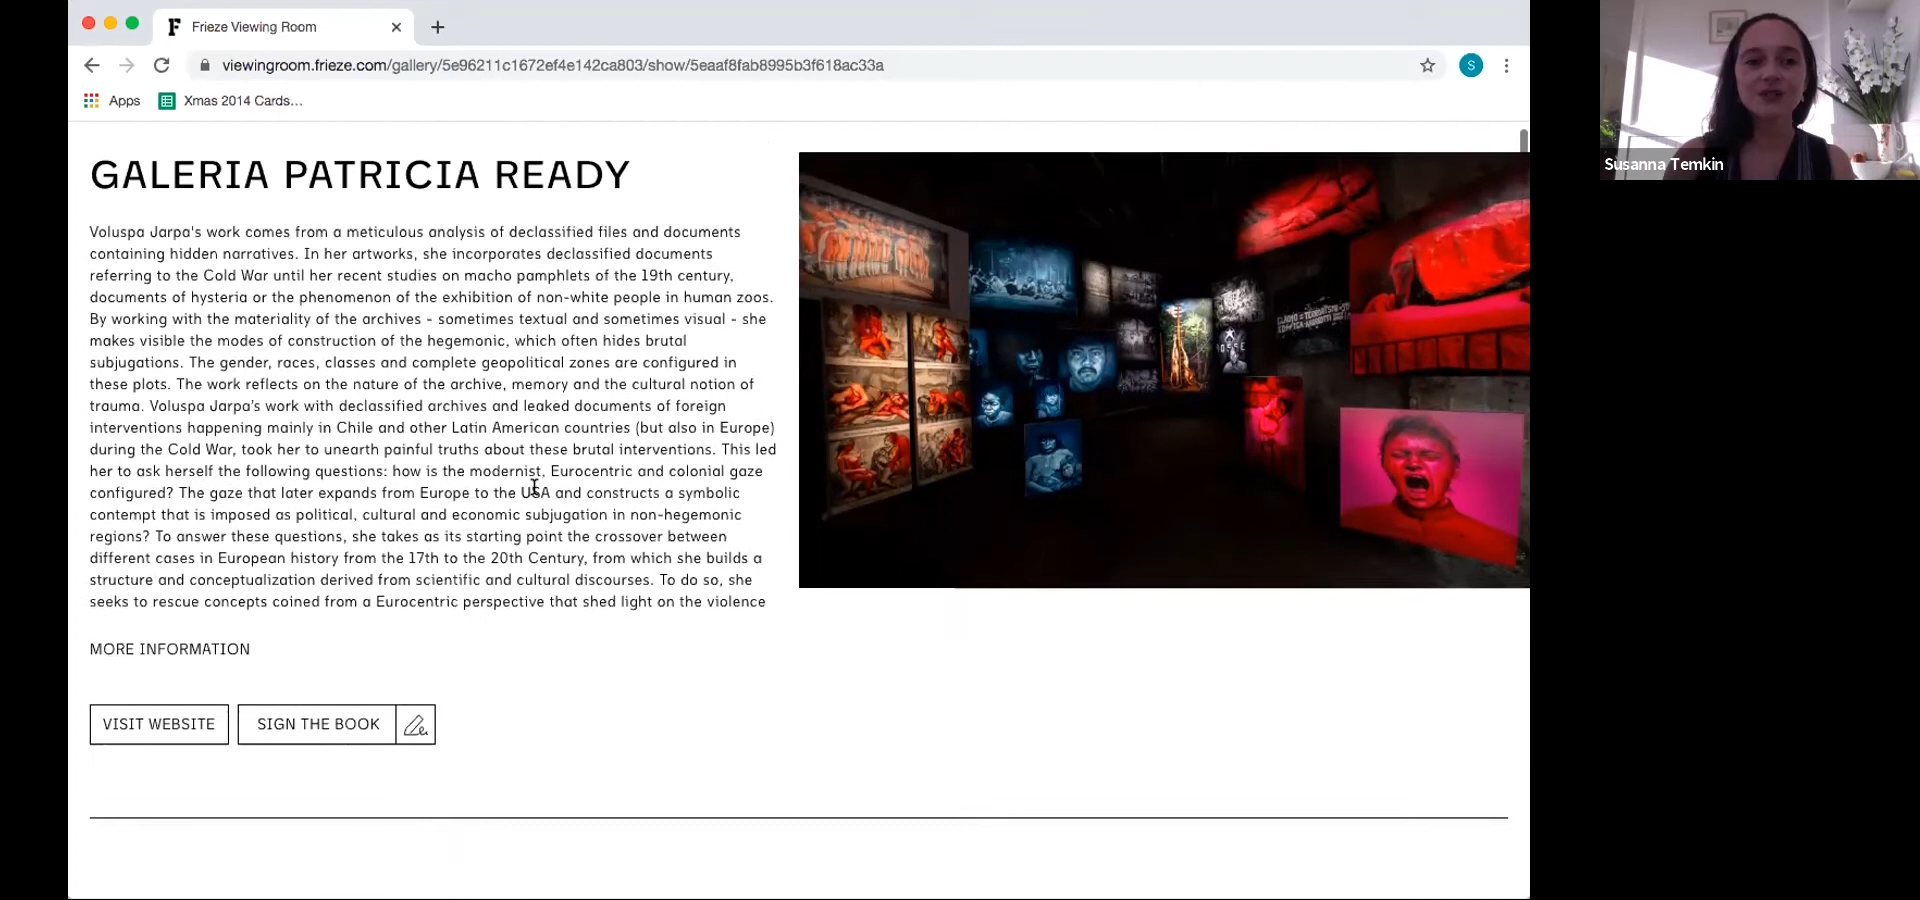 Frieze Viewing Room
viewingroom.frieze.com/gallery/5e96211c1672ef4e142ca803/show/5eaaf8fab8995b3f618ac33a
S
Apps
Xmas 2014 Cards...
GALERIA PATRICIA READY
Voluspa Jarpa's work comes from a meticulous analysis of declassified files and documents
containing hidden narratives. In her artworks, she incorporates declassified documents
referring to the Cold War until her recent studies on macho pamphlets of the 19th century,
documents of hysteria or the phenomenon of the exhibition of non-white people in human zoos.
By working with the materiality of the archives - sometimes textual and sometimes visual - she
makes visible the modes of construction of the hegemonic, which often hides brutal
subjugations. The gender, races, classes and complete geopolitical zones are configured in
these plots. The work reflects on the nature of the archive, memory and the cultural notion of
trauma. Voluspa Jarpa's work with declassified archives and leaked documents of foreign
interventions happening mainly in Chile and other Latin American countries (but also in Europe)
during the Cold War, took her to unearth painful truths about these brutal interventions. This led
her to ask herself the following questions: how is the modernist, Eurocentric and colonial gaze
configured? The gaze that later expands from Europe to the USA and constructs a symbolic
contempt that is imposed as political, cultural and economic subjugation in non-hegemonic
regions? To answer these questions, she takes as its starting point the crossover between
different cases in European history from the 17th to the 20th Century, from which she builds a
structure and conceptualization derived from scientific and cultural discourses. To do so, she
seeks to rescue concepts coined from a Eurocentric perspective that shed light on the violence
MORE INFORMATION
VISIT WEBSITE
SIGN THE BOOK
Susanna Temkin